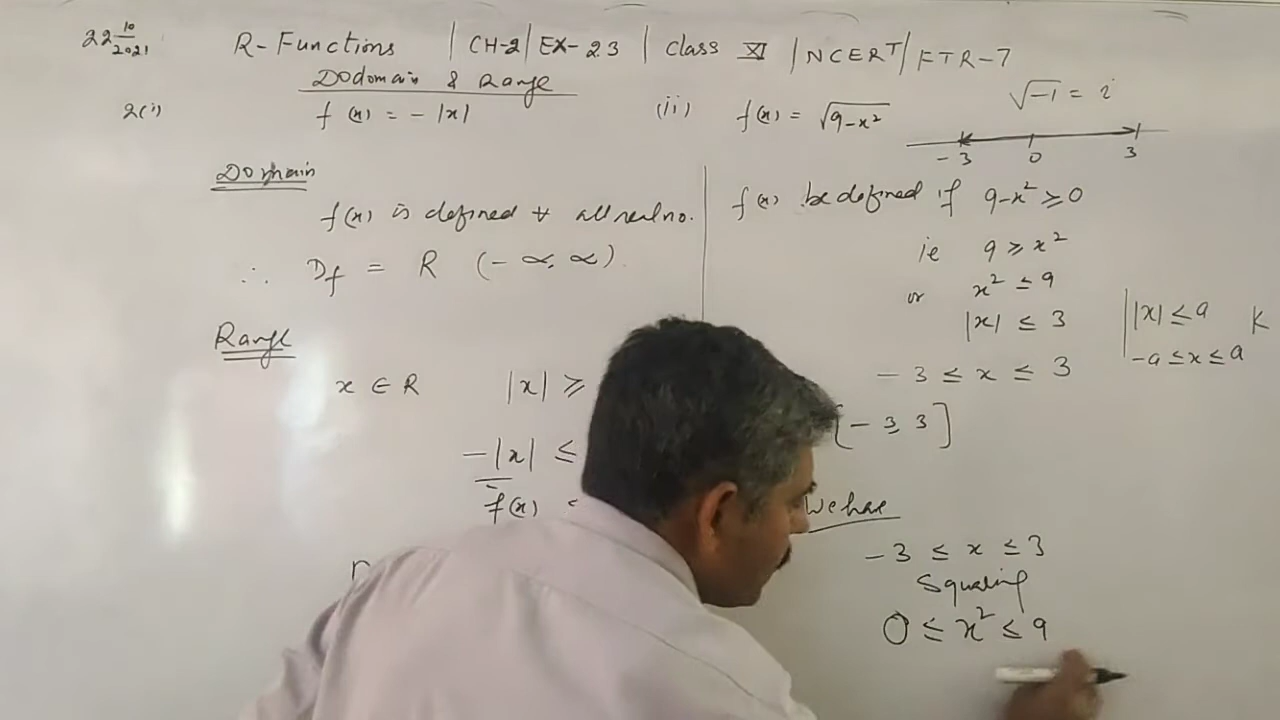 22 10/2021
R-Functions | CH-2 | EX-2.3 | Class XI | NCERT | FTR-7
DOdomain & Range
2(i) f(x) = -|x|
(ii) f(x) = √9-x²
√-1 = i
-3 0 3
Domain
f(x) is defined ∀ all real no.
∴ Df = R (-∞, ∞)
Range
x ∈ R |x| ≥
-|x| ≤
f(x)
f(x) be defined if 9-x² ≥ 0
ie 9 ≥ x²
or x² ≤ 9
|x| ≤ 3
-3 ≤ x ≤ 3
[-3, 3]
|x| ≤ a K
-a ≤ x ≤ a
We have
-3 ≤ x ≤ 3
Squaring
0 ≤ x² ≤ 9